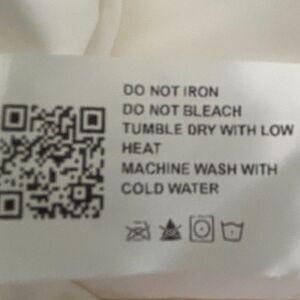 DO NOT IRON
DO NOT BLEACH
TUMBLE DRY WITH LOW
HEAT
MACHINE WASH WITH
COLD WATER